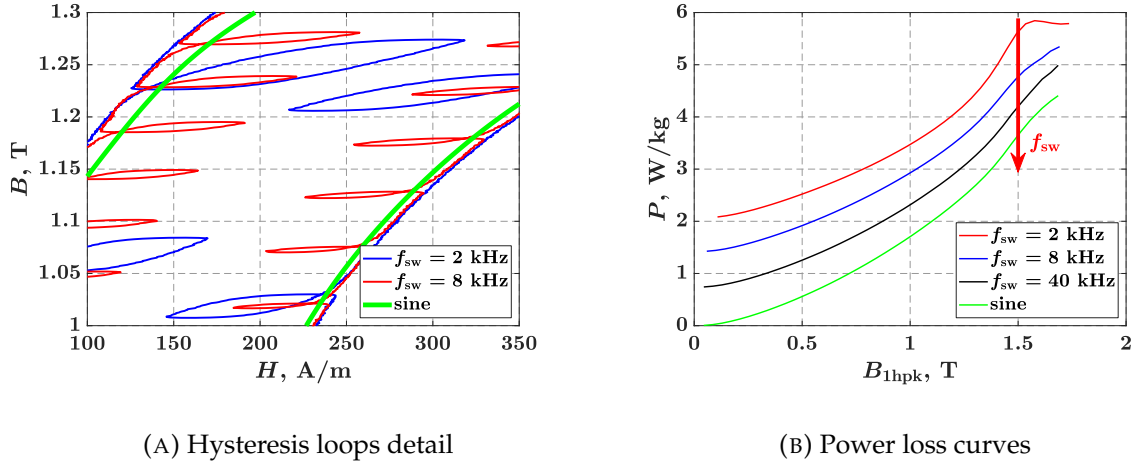 1.3
1.25
1.2
1.15
1.1
1.05
1
B, T
100 150 200 250 300 350
H, A/m
f_sw = 2 kHz
f_sw = 8 kHz
sine
6
5
4
3
2
1
0
P, W/kg
0 0.5 1 1.5 2
B_1hpk, T
f_sw
f_sw = 2 kHz
f_sw = 8 kHz
f_sw = 40 kHz
sine
(A) Hysteresis loops detail
(B) Power loss curves